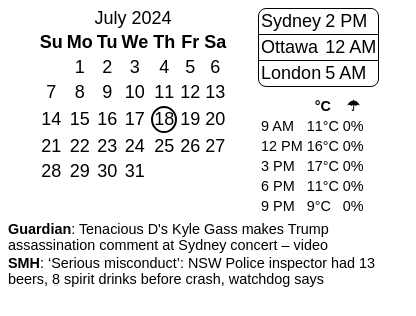 July 2024
Su Mo Tu We Th Fr Sa
1 2 3 4 5 6
7 8 9 10 11 12 13
14 15 16 17 18 19 20
21 22 23 24 25 26 27
28 29 30 31
Sydney 2 PM
Ottawa 12 AM
London 5 AM
°C ☂
9 AM 11°C 0%
12 PM 16°C 0%
3 PM 17°C 0%
6 PM 11°C 0%
9 PM 9°C 0%
Guardian: Tenacious D's Kyle Gass makes Trump
assassination comment at Sydney concert – video
SMH: ‘Serious misconduct’: NSW Police inspector had 13
beers, 8 spirit drinks before crash, watchdog says